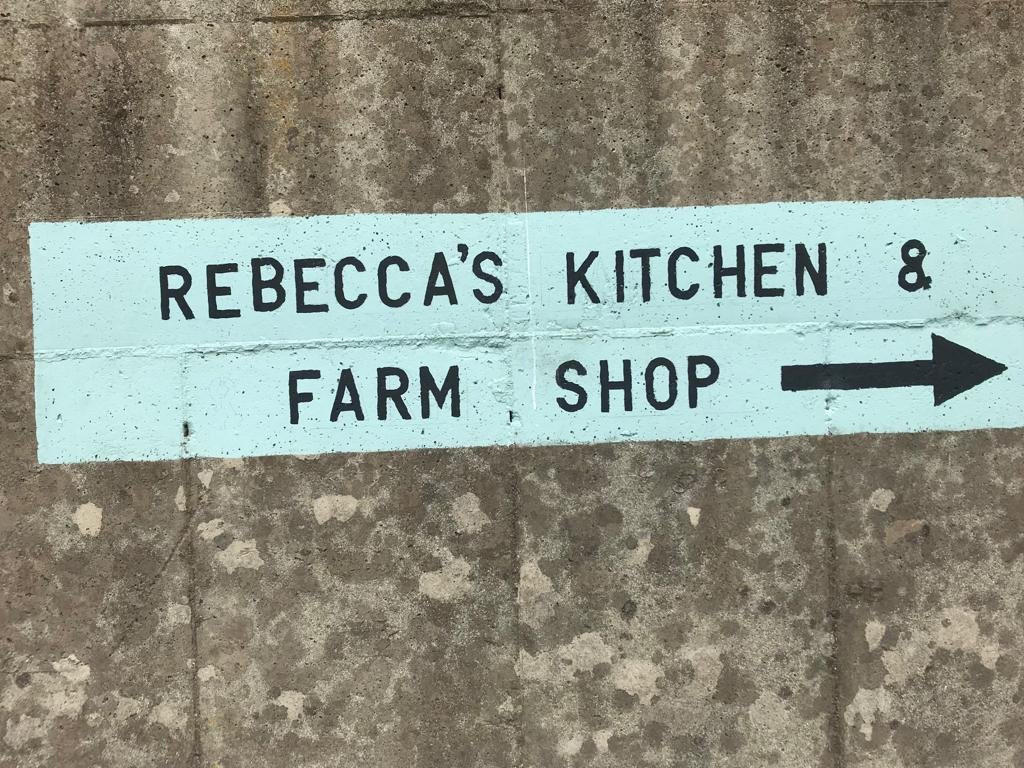 REBECCA'S KITCHEN &
FARM SHOP